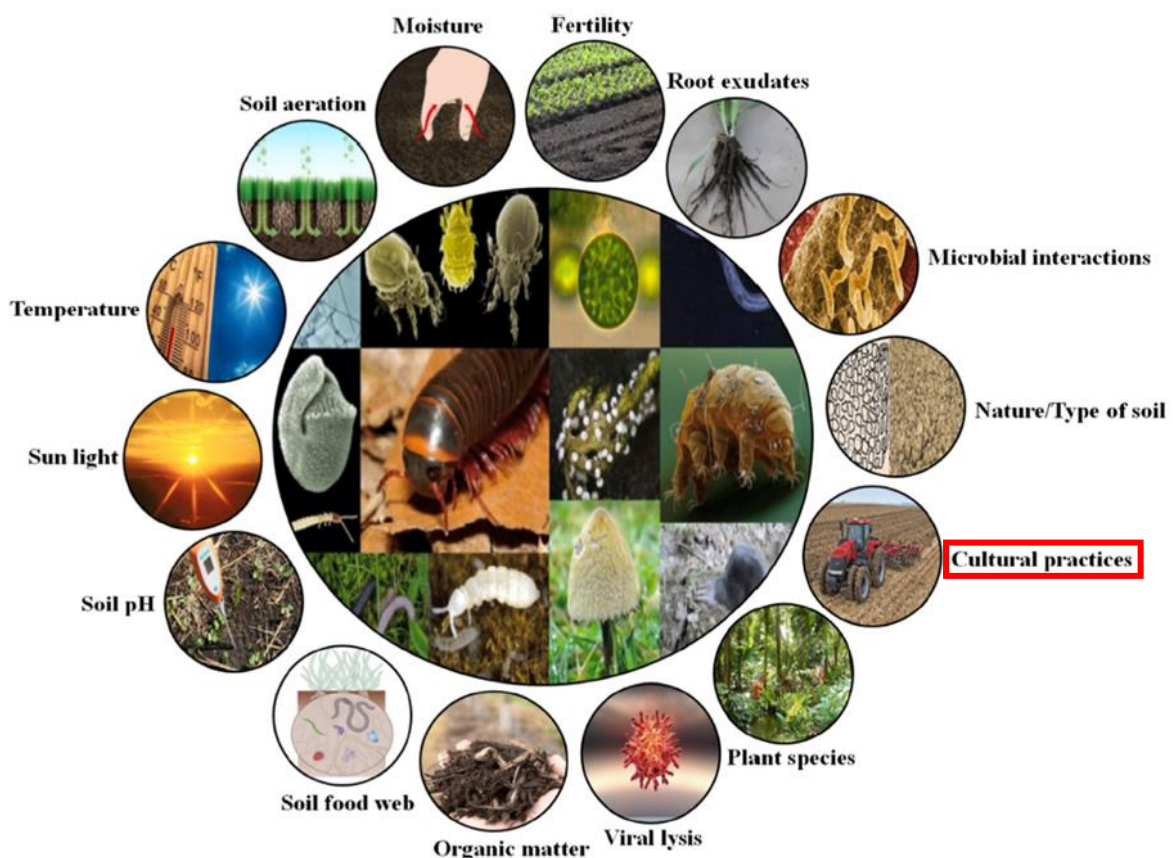 Moisture
Fertility
Root exudates
Soil aeration
Microbial interactions
Temperature
Nature/Type of soil
Sun light
Cultural practices
Soil pH
Plant species
Soil food web
Viral lysis
Organic matter